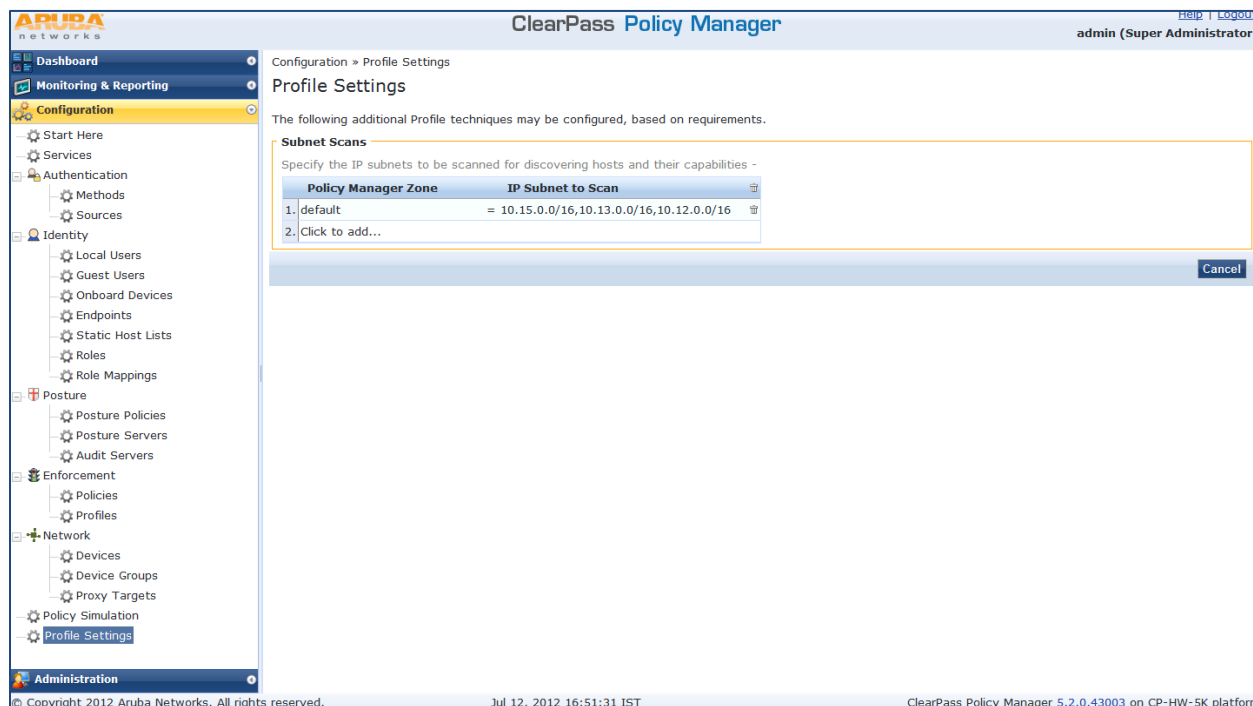 ARUBA
networks
ClearPass Policy Manager
Help | Logout
admin (Super Administrator
Dashboard
Monitoring & Reporting
Configuration
Start Here
Services
Authentication
Methods
Sources
Identity
Local Users
Guest Users
Onboard Devices
Endpoints
Static Host Lists
Roles
Role Mappings
Posture
Posture Policies
Posture Servers
Audit Servers
Enforcement
Policies
Profiles
Network
Devices
Device Groups
Proxy Targets
Policy Simulation
Profile Settings
Administration
Configuration » Profile Settings
Profile Settings
The following additional Profile techniques may be configured, based on requirements.
Subnet Scans
Specify the IP subnets to be scanned for discovering hosts and their capabilities -
Policy Manager Zone IP Subnet to Scan
1. default = 10.15.0.0/16,10.13.0.0/16,10.12.0.0/16
2. Click to add...
Cancel
© Copyright 2012 Aruba Networks. All rights reserved. Jul 12, 2012 16:51:31 IST ClearPass Policy Manager 5.2.0.43003 on CP-HW-5K platform